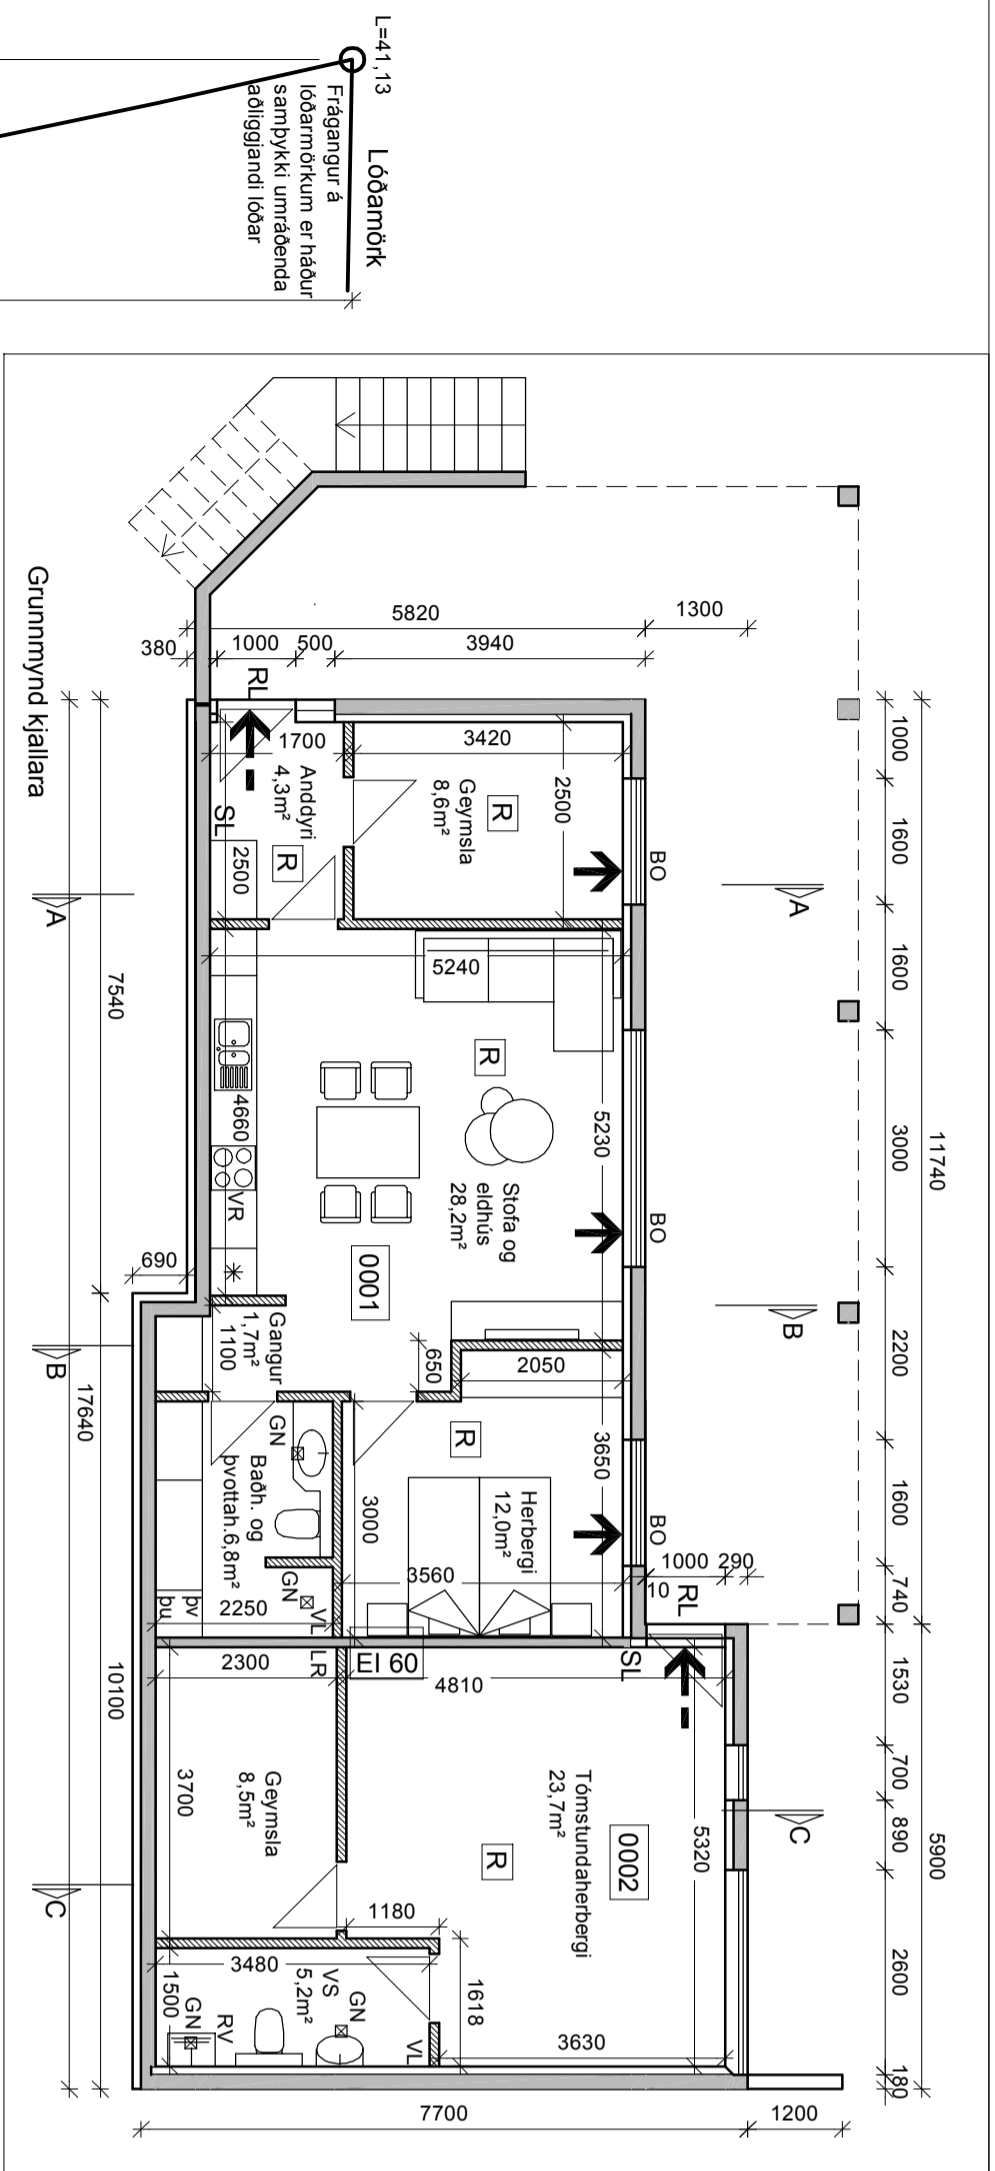 L=41,13
Lóðamörk
Frágangur á
lóðarmörkum er háður
samþykki umráðenda
aðliggjandi lóðar
Grunnmynd kjallara
11740
5900
1000
1600
1600
3000
2200
1600
740
1530
700
890
2600
180
A
B
C
1300
5820
3940
500
1000
380
RL
BO
BO
BO
1000
290
10
RL
SL
3420
2500
R
Geymsla
8,6m²
1700
Anddyri
4,3m²
R
SL
2500
5240
R
5230
Stofa og
eldhús
28,2m²
4660
VR
0001
2050
650
Gangur
1,7m²
1100
690
R
3650
Herbergi
12,0m²
3000
3560
GN
Baðh. og
þvottah.6,8m²
GN
VL
2250
þv
þu
EI 60
LR
2300
4810
Geymsla
8,5m²
3700
Tómstundaherbergi
23,7m²
0002
R
5320
1180
1618
3630
3480
1500
VS
5,2m²
GN
VL
RV
GN
A
B
C
7540
10100
17640
7700
1200